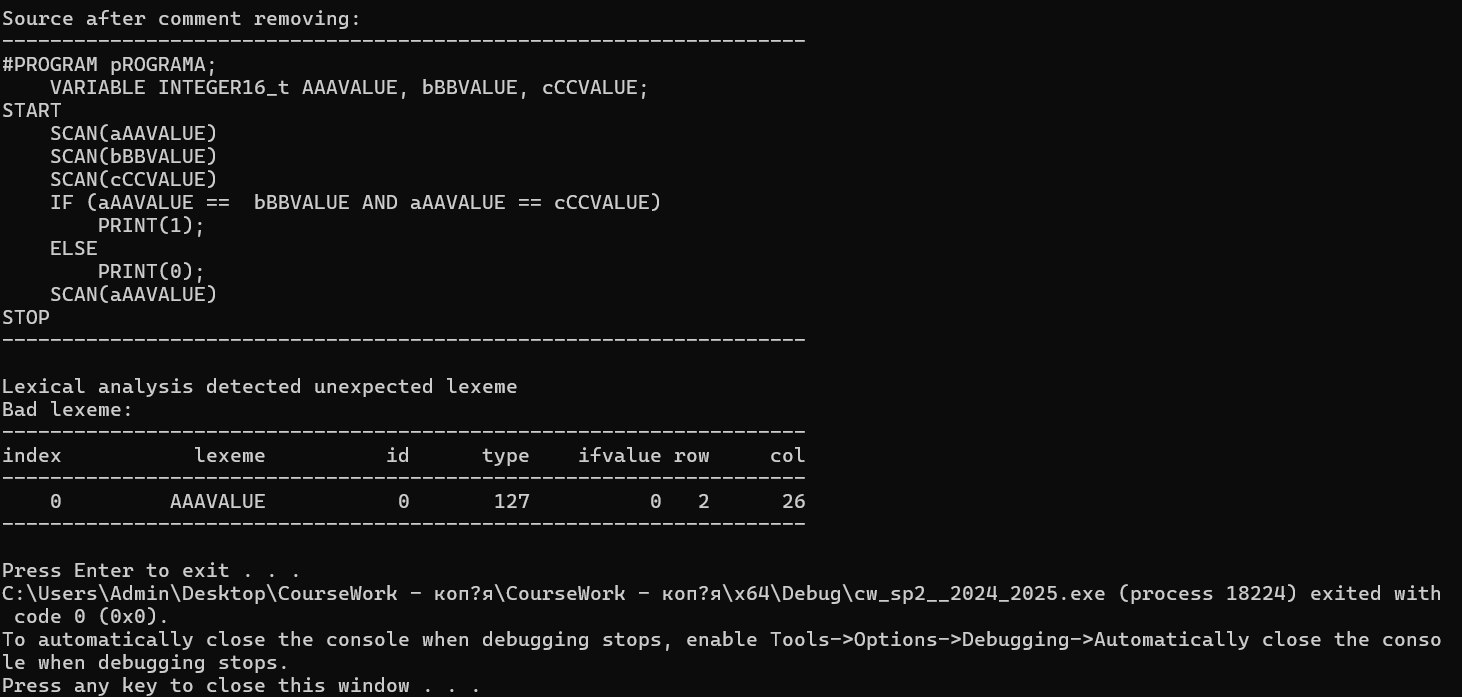 Source after comment removing:
-------------------------------------------------------------------
#PROGRAM pROGRAMA;
    VARIABLE INTEGER16_t AAAVALUE, bBBVALUE, cCCVALUE;
START
    SCAN(aAAVALUE)
    SCAN(bBBVALUE)
    SCAN(cCCVALUE)
    IF (aAAVALUE ==  bBBVALUE AND aAAVALUE == cCCVALUE)
        PRINT(1);
    ELSE
        PRINT(0);
    SCAN(aAAVALUE)
STOP
-------------------------------------------------------------------

Lexical analysis detected unexpected lexeme
Bad lexeme:
-------------------------------------------------------------------
index           lexeme          id      type    ifvalue row     col
-------------------------------------------------------------------
    0         AAAVALUE           0       127          0   2      26
-------------------------------------------------------------------

Press Enter to exit . . .
C:\Users\Admin\Desktop\CourseWork - коп?я\CourseWork - коп?я\x64\Debug\cw_sp2__2024_2025.exe (process 18224) exited with
 code 0 (0x0).
To automatically close the console when debugging stops, enable Tools->Options->Debugging->Automatically close the conso
le when debugging stops.
Press any key to close this window . . .